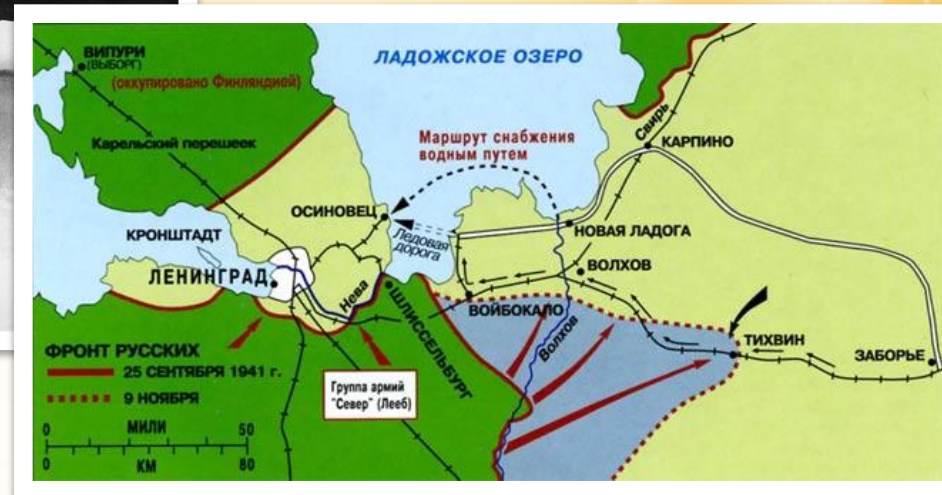 ВИПУРИ
(ВЫБОРГ)
(оккупировано Финляндией)
ЛАДОЖСКОЕ ОЗЕРО
Карельский перешеек
Маршрут снабжения
водным путем
Свирь
КАРПИНО
ОСИНОВЕЦ
Ледовая
дорога
НОВАЯ ЛАДОГА
КРОНШТАДТ
ЛЕНИНГРАД
Нева
ШЛИССЕЛЬБУРГ
ВОЛХОВ
ВОЙБОКАЛО
Волхов
ТИХВИН
ЗАБОРЬЕ
ФРОНТ РУССКИХ
25 СЕНТЯБРЯ 1941 г.
9 НОЯБРЯ
Группа армий
"Север" (Лееб)
0 МИЛИ 50
0 КМ 80